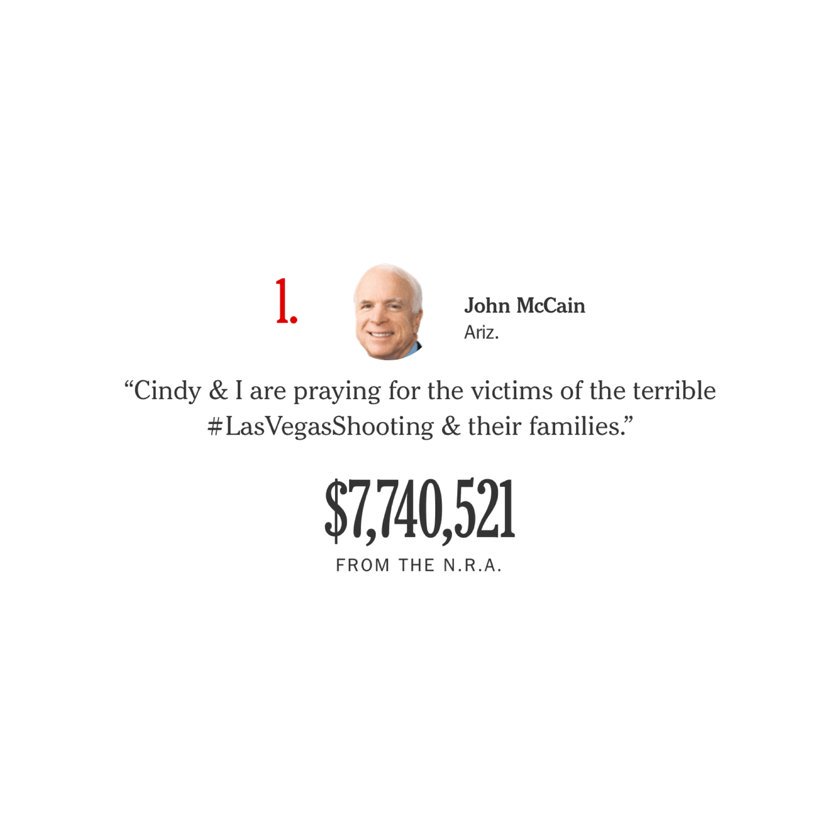 1.
John McCain
Ariz.
“Cindy & I are praying for the victims of the terrible
#LasVegasShooting & their families.”
$7,740,521
FROM THE N.R.A.